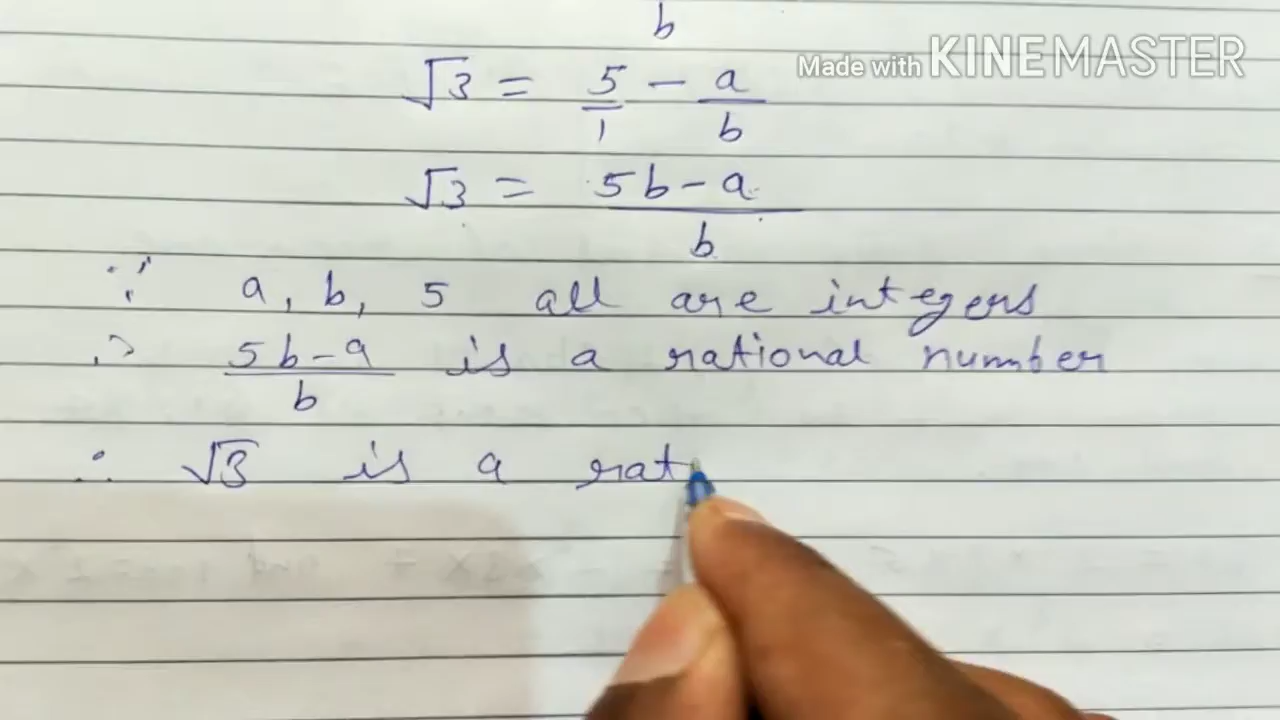 b
Made with KINEMASTER
√3 = 5/1 - a/b
√3 = 5b-a/b
∵ a, b, 5 all are integers
∴ 5b-a/b is a rational number
∴ √3 is a rat